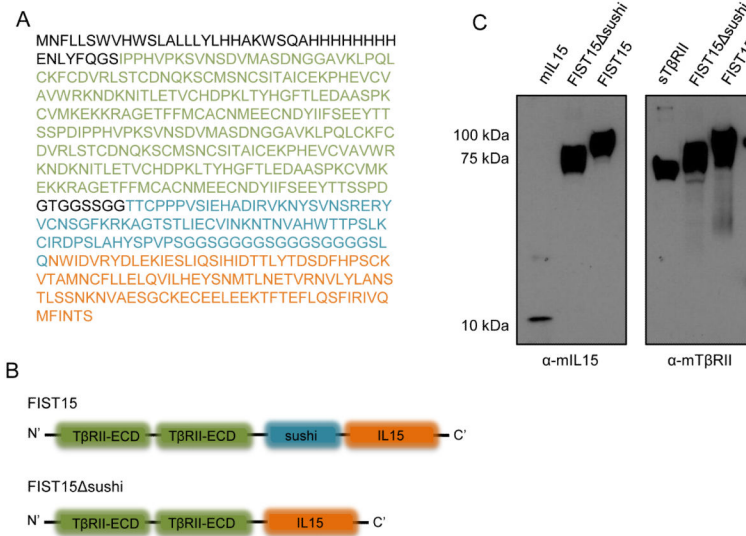 A
MNFLLSWVHWSLALLLYLHHAKWSQAHHHHHHHH
ENLYFQGSIPPHVPKSVNSDVMASDNGGAVKLPQL
CKFCDVRLSTCDNQKSCMSNCSITAICEKPHEVCV
AVWRKNDKNITLETVCHDPKLTYHGFTLEDAASPK
CVMKEKKRAGETFFMCACNMEECNDYIIFSEEYTT
SSPDIPPHVPKSVNSDVMASDNGGAVKLPQLCKFC
DVRLSTCDNQKSCMSNCSITAICEKPHEVCVAVWR
KNDKNITLETVCHDPKLTYHGFTLEDAASPKCVMK
EKKRAGETFFMCACNMEECNDYIIFSEEYTTSSPD
GTGGSSGGTTCPPPVSIEHADIRVKNYSVNSRERY
VCNSGFKRKAGTSTLIECVINKNTNVAHWTTPSLK
CIRDPSLAHYSPVPSGGSGGGGSGGGSGGGGSL
QNWIDVRYDLEKIESLIQSIHIDTTLYTDSDFHPSCK
VTAMNCFLLELQVILHEYSNMTLNETVRNVLYLANS
TLSSNKNVAESGCKECEELEEKTFTEFLQSFIRIVQ
MFINTS
B
FIST15
N' TβRII-ECD TβRII-ECD sushi IL15 C'
FIST15Δsushi
N' TβRII-ECD TβRII-ECD IL15 C'
C
mIL15 FIST15Δsushi FIST15 sTβRII FIST15Δsushi
100 kDa
75 kDa
10 kDa
α-mIL15 α-mTβRII